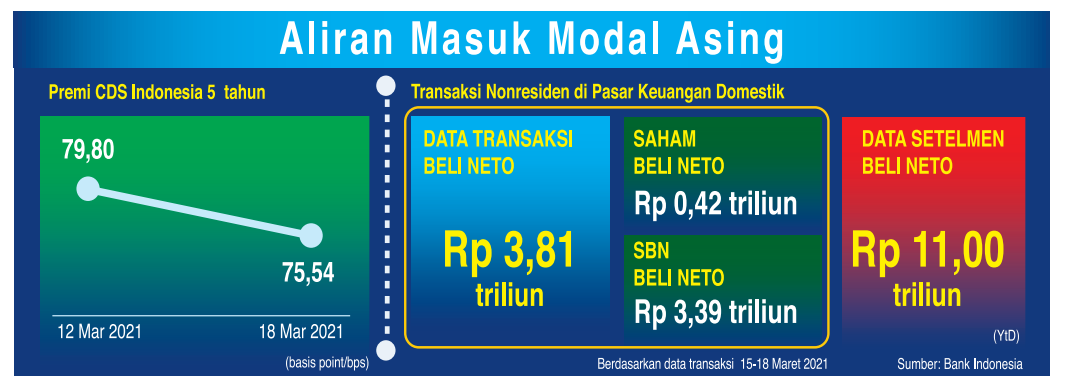 Aliran Masuk Modal Asing
Premi CDS Indonesia 5 tahun
79,80
75,54
12 Mar 2021
18 Mar 2021
(basis point/bps)
Transaksi Nonresiden di Pasar Keuangan Domestik
DATA TRANSAKSI
BELI NETO
Rp 3,81
triliun
SAHAM
BELI NETO
Rp 0,42 triliun
SBN
BELI NETO
Rp 3,39 triliun
Berdasarkan data transaksi 15-18 Maret 2021
DATA SETELMEN
BELI NETO
Rp 11,00
triliun
(YtD)
Sumber: Bank Indonesia